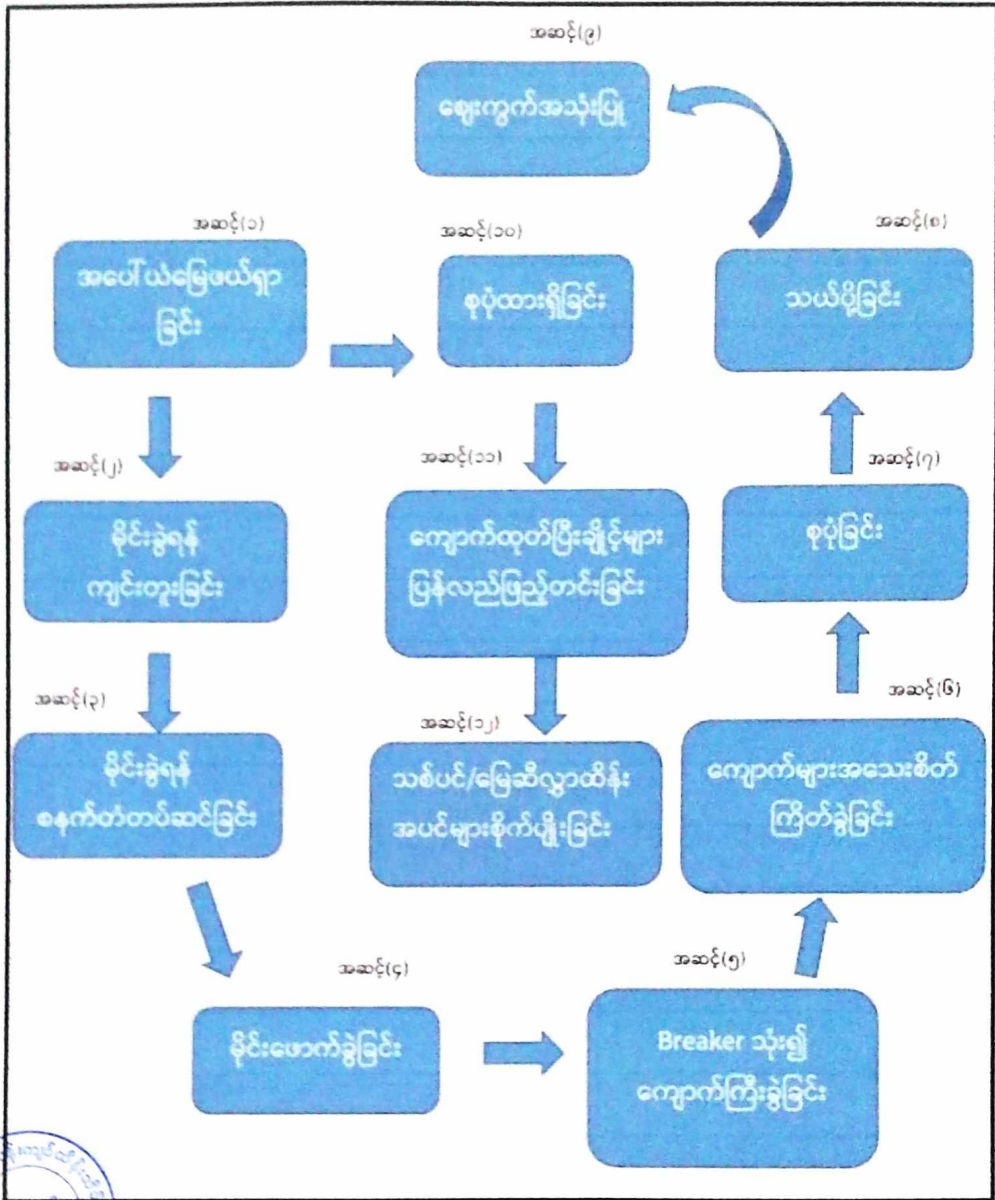 အဆင့်(၉)
ဈေးကွက်အသုံးပြု
အဆင့်(၁)
အပေါ်ယံမြေဖယ်ရှာ
ခြင်း
အဆင့်(၁၀)
စုပုံထားရှိခြင်း
အဆင့်(၈)
သယ်ပို့ခြင်း
အဆင့်(၂)
မိုင်းခွဲရန်
ကျင်းတူးခြင်း
အဆင့်(၁၁)
ကျောက်ထုတ်ပြီးချိုင့်များ
ပြန်လည်ဖြည့်တင်းခြင်း
အဆင့်(၇)
စုပုံခြင်း
အဆင့်(၃)
မိုင်းခွဲရန်
စနက်တံတပ်ဆင်ခြင်း
အဆင့်(၁၂)
သစ်ပင်/မြေဆီလွှာထိန်း
အပင်များစိုက်ပျိုးခြင်း
အဆင့်(၆)
ကျောက်များအသေးစိတ်
ကြိတ်ခွဲခြင်း
အဆင့်(၄)
မိုင်းဖောက်ခွဲခြင်း
အဆင့်(၅)
Breaker သုံး၍
ကျောက်ကြီးခွဲခြင်း